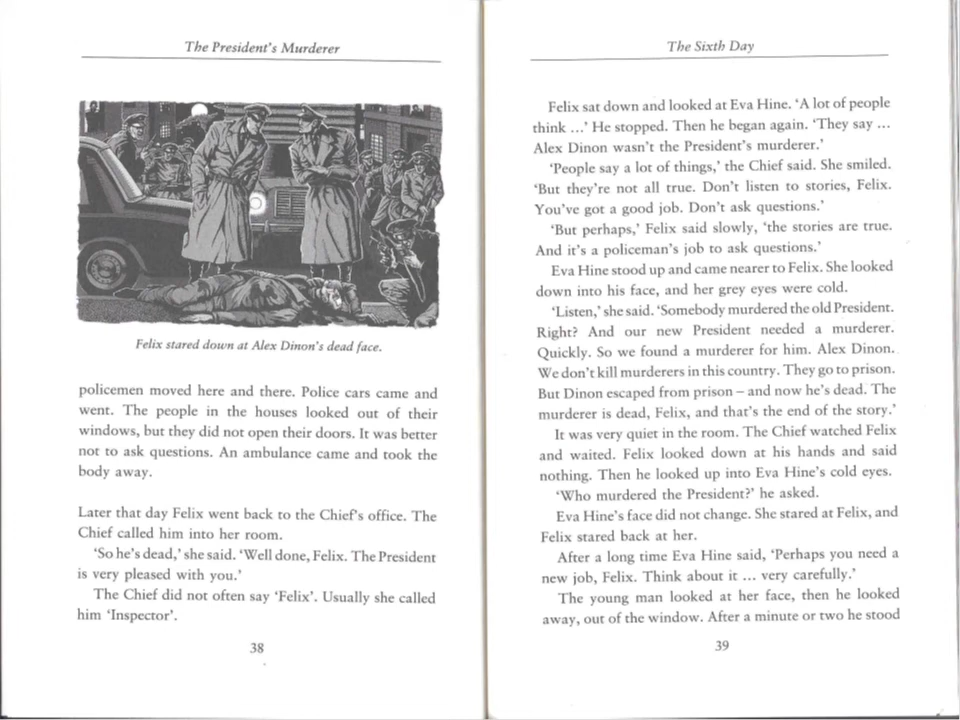 The President's Murderer
Felix stared down at Alex Dinon's dead face.
policemen moved here and there. Police cars came and
went. The people in the houses looked out of their
windows, but they did not open their doors. It was better
not to ask questions. An ambulance came and took the
body away.
Later that day Felix went back to the Chief's office. The
Chief called him into her room.
‘So he's dead,’ she said. ‘Well done, Felix. The President
is very pleased with you.’
The Chief did not often say ‘Felix’. Usually she called
him ‘Inspector’.
38
The Sixth Day
Felix sat down and looked at Eva Hine. ‘A lot of people
think ...’ He stopped. Then he began again. ‘They say ...
Alex Dinon wasn't the President's murderer.’
‘People say a lot of things,’ the Chief said. She smiled.
‘But they're not all true. Don't listen to stories, Felix.
You've got a good job. Don't ask questions.’
‘But perhaps,’ Felix said slowly, ‘the stories are true.
And it's a policeman's job to ask questions.’
Eva Hine stood up and came nearer to Felix. She looked
down into his face, and her grey eyes were cold.
‘Listen,’ she said. ‘Somebody murdered the old President.
Right? And our new President needed a murderer.
Quickly. So we found a murderer for him. Alex Dinon.
We don't kill murderers in this country. They go to prison.
But Dinon escaped from prison – and now he's dead. The
murderer is dead, Felix, and that's the end of the story.’
It was very quiet in the room. The Chief watched Felix
and waited. Felix looked down at his hands and said
nothing. Then he looked up into Eva Hine's cold eyes.
‘Who murdered the President?’ he asked.
Eva Hine's face did not change. She stared at Felix, and
Felix stared back at her.
After a long time Eva Hine said, ‘Perhaps you need a
new job, Felix. Think about it ... very carefully.’
The young man looked at her face, then he looked
away, out of the window. After a minute or two he stood
39